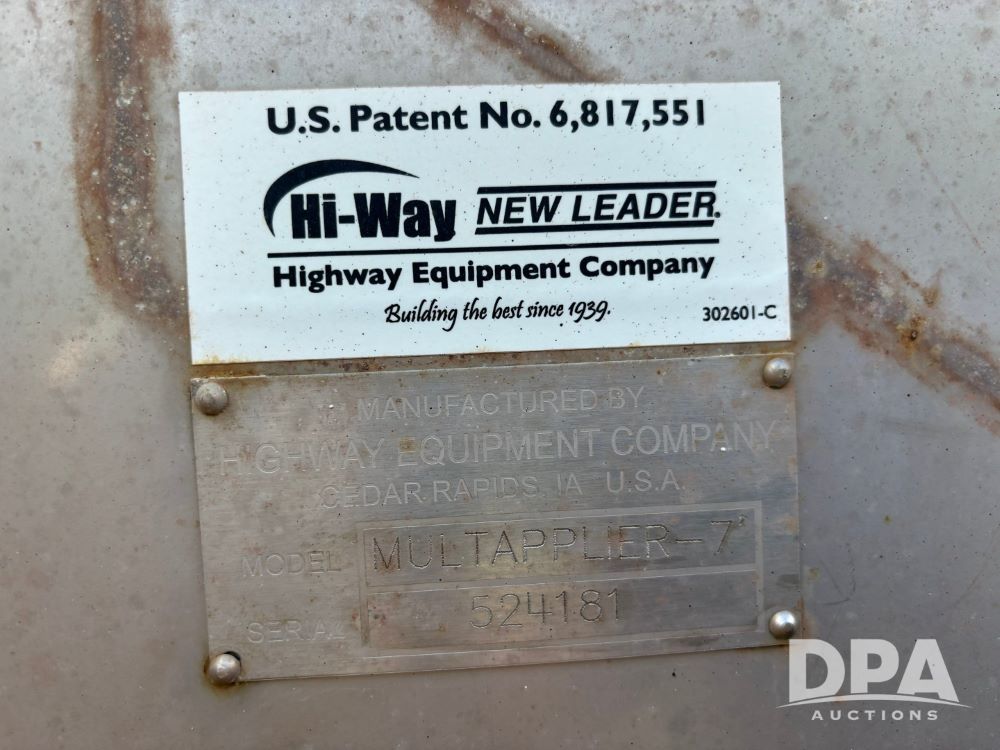 U.S. Patent No. 6,817,551
Hi-Way NEW LEADER.
Highway Equipment Company
Building the best since 1939.
302601-C
MANUFACTURED BY
HIGHWAY EQUIPMENT COMPANY
CEDAR RAPIDS, IA U.S.A.
MODEL MULTAPPLIER-7'
SERIAL 524181
DPA
AUCTIONS